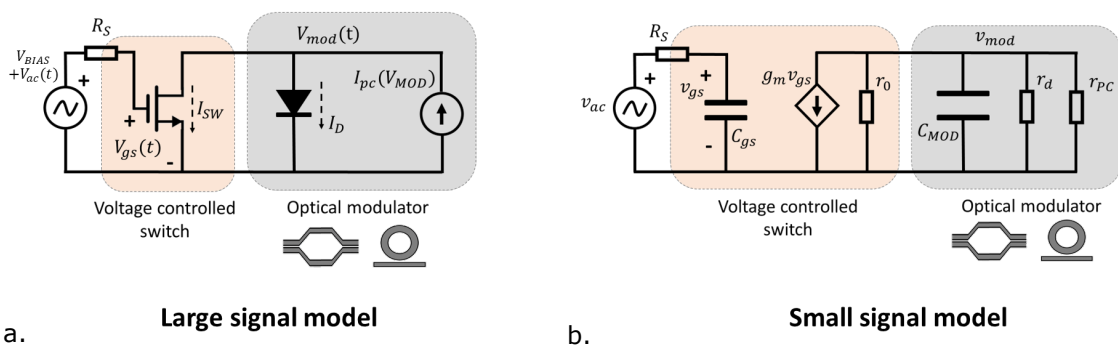 R_S
V_BIAS
+V_ac(t)
+
+
V_gs(t)
-
I_SW
V_mod(t)
I_D
I_pc(V_MOD)
Voltage controlled
switch
Optical modulator
Large signal model
a.
R_S
v_ac
+
+
v_gs
-
C_gs
g_m v_gs
r_0
v_mod
C_MOD
r_d
r_PC
Voltage controlled
switch
Optical modulator
Small signal model
b.